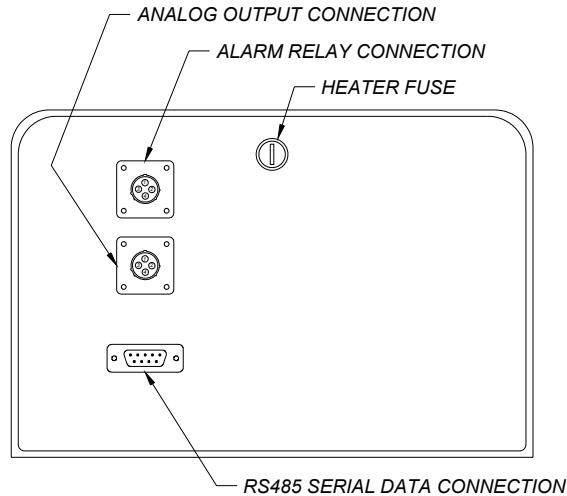 ANALOG OUTPUT CONNECTION
ALARM RELAY CONNECTION
HEATER FUSE
RS485 SERIAL DATA CONNECTION